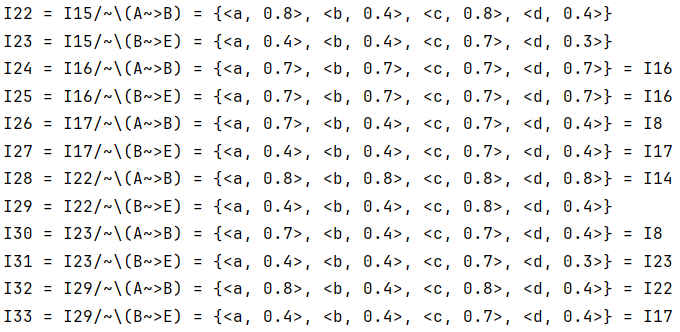 I22 = I15/~\(A~>B) = {<a, 0.8>, <b, 0.4>, <c, 0.8>, <d, 0.4>}
I23 = I15/~\(B~>E) = {<a, 0.4>, <b, 0.4>, <c, 0.7>, <d, 0.3>}
I24 = I16/~\(A~>B) = {<a, 0.7>, <b, 0.7>, <c, 0.7>, <d, 0.7>} = I16
I25 = I16/~\(B~>E) = {<a, 0.7>, <b, 0.7>, <c, 0.7>, <d, 0.7>} = I16
I26 = I17/~\(A~>B) = {<a, 0.7>, <b, 0.4>, <c, 0.7>, <d, 0.4>} = I8
I27 = I17/~\(B~>E) = {<a, 0.4>, <b, 0.4>, <c, 0.7>, <d, 0.4>} = I17
I28 = I22/~\(A~>B) = {<a, 0.8>, <b, 0.8>, <c, 0.8>, <d, 0.8>} = I14
I29 = I22/~\(B~>E) = {<a, 0.4>, <b, 0.4>, <c, 0.8>, <d, 0.4>}
I30 = I23/~\(A~>B) = {<a, 0.7>, <b, 0.4>, <c, 0.7>, <d, 0.4>} = I8
I31 = I23/~\(B~>E) = {<a, 0.4>, <b, 0.4>, <c, 0.7>, <d, 0.3>} = I23
I32 = I29/~\(A~>B) = {<a, 0.8>, <b, 0.4>, <c, 0.8>, <d, 0.4>} = I22
I33 = I29/~\(B~>E) = {<a, 0.4>, <b, 0.4>, <c, 0.7>, <d, 0.4>} = I17